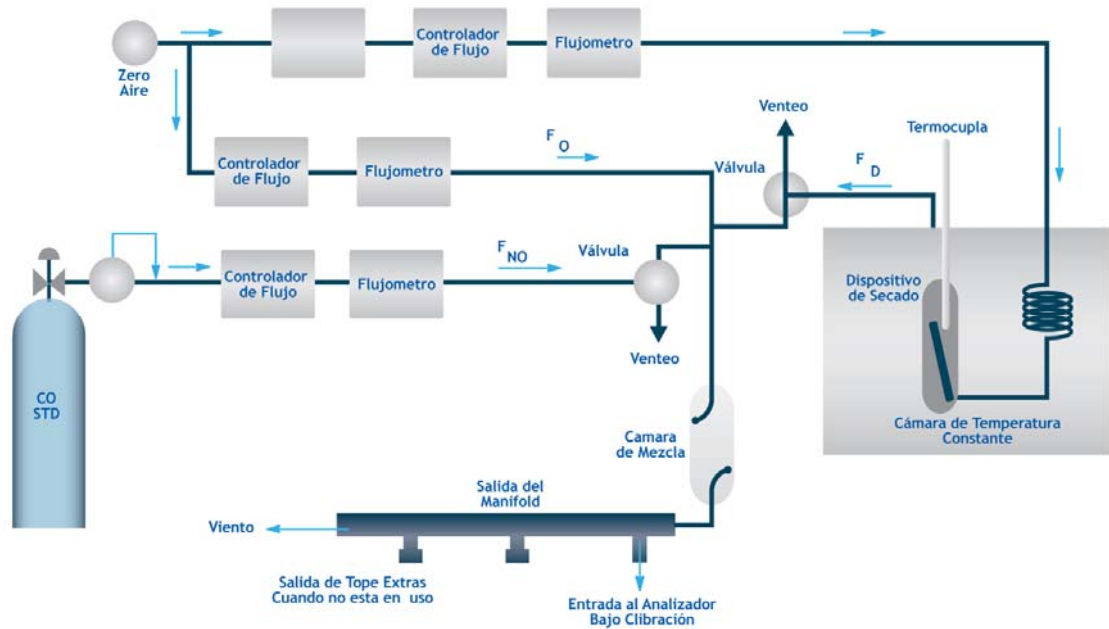 Zero
Aire
Controlador
de Flujo
Flujometro
Controlador
de Flujo
Flujometro
F O
Venteo
Válvula
F D
Termocupla
Controlador
de Flujo
Flujometro
F NO
Válvula
Venteo
Dispositivo
de Secado
Cámara de Temperatura
Constante
CO
STD
Camara
de Mezcla
Salida del
Manifold
Viento
Salida de Tope Extras
Cuando no esta en uso
Entrada al Analizador
Bajo Clibración